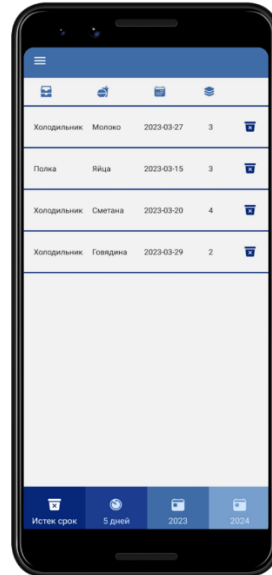 Холодильник Молоко 2023-03-27 3
Полка Яйца 2023-03-15 3
Холодильник Сметана 2023-03-20 4
Холодильник Говядина 2023-03-29 2
Истек срок 5 дней 2023 2024